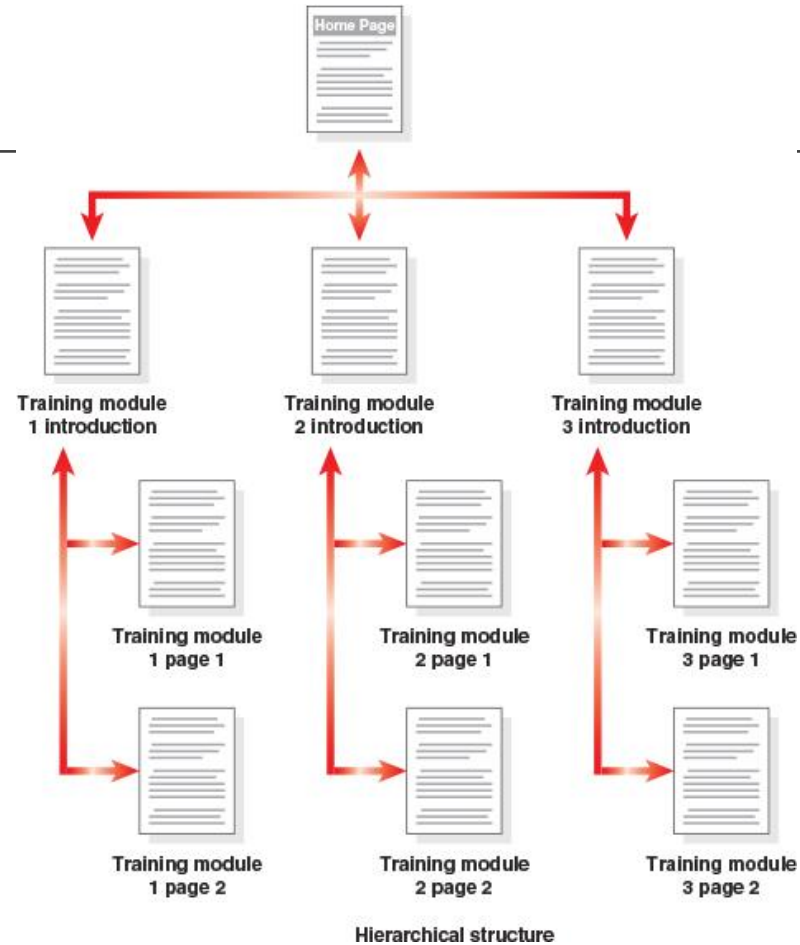 Home Page
Training module
1 introduction
Training module
2 introduction
Training module
3 introduction
Training module
1 page 1
Training module
2 page 1
Training module
3 page 1
Training module
1 page 2
Training module
2 page 2
Training module
3 page 2
Hierarchical structure